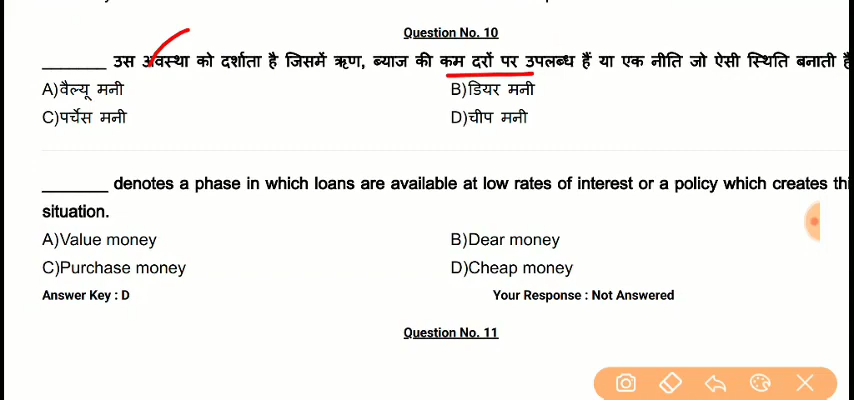 Question No. 10
_______ उस अवस्था को दर्शाता है जिसमें ऋण, ब्याज की कम दरों पर उपलब्ध हैं या एक नीति जो ऐसी स्थिति बनाती है
A)वैल्यू मनी B)डियर मनी
C)पर्चेस मनी D)चीप मनी
_______ denotes a phase in which loans are available at low rates of interest or a policy which creates thi
situation.
A)Value money B)Dear money
C)Purchase money D)Cheap money
Answer Key : D Your Response : Not Answered
Question No. 11